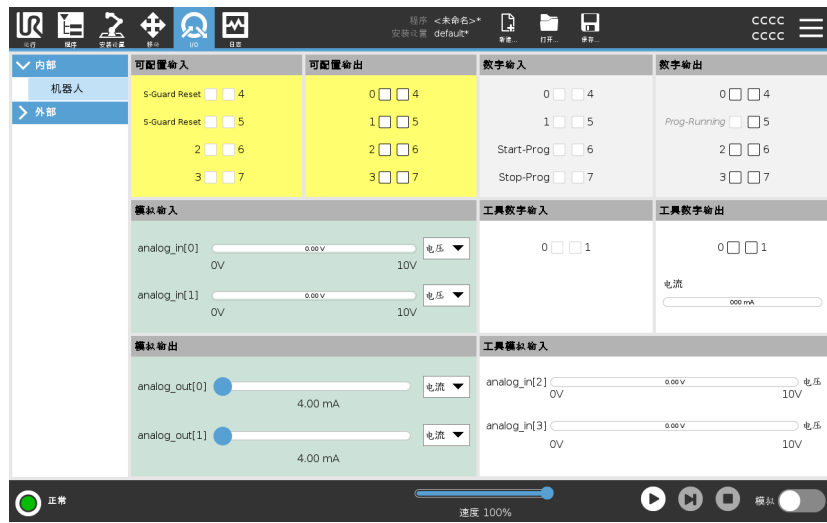 UR
程序 <未命名>*
安装设置 default*
CCCC
CCCC
运行 程序 安装设置 移动 I/O 日志 新建... 打开... 保存...
内部
机器人
外部
可配置输入
S-Guard Reset 4
S-Guard Reset 5
2 6
3 7
可配置输出
0 4
1 5
2 6
3 7
数字输入
0 4
1 5
Start-Prog 6
Stop-Prog 7
数字输出
0 4
Prog-Running 5
2 6
3 7
模拟输入
analog_in[0] 0.00 V 电压
0V 10V
analog_in[1] 0.00 V 电压
0V 10V
工具数字输入
0 1
工具数字输出
0 1
电流
000 mA
模拟输出
analog_out[0] 电流
4.00 mA
analog_out[1] 电流
4.00 mA
工具模拟输入
analog_in[2] 0.00 V 电压
0V 10V
analog_in[3] 0.00 V 电压
0V 10V
正常
速度 100%
模拟